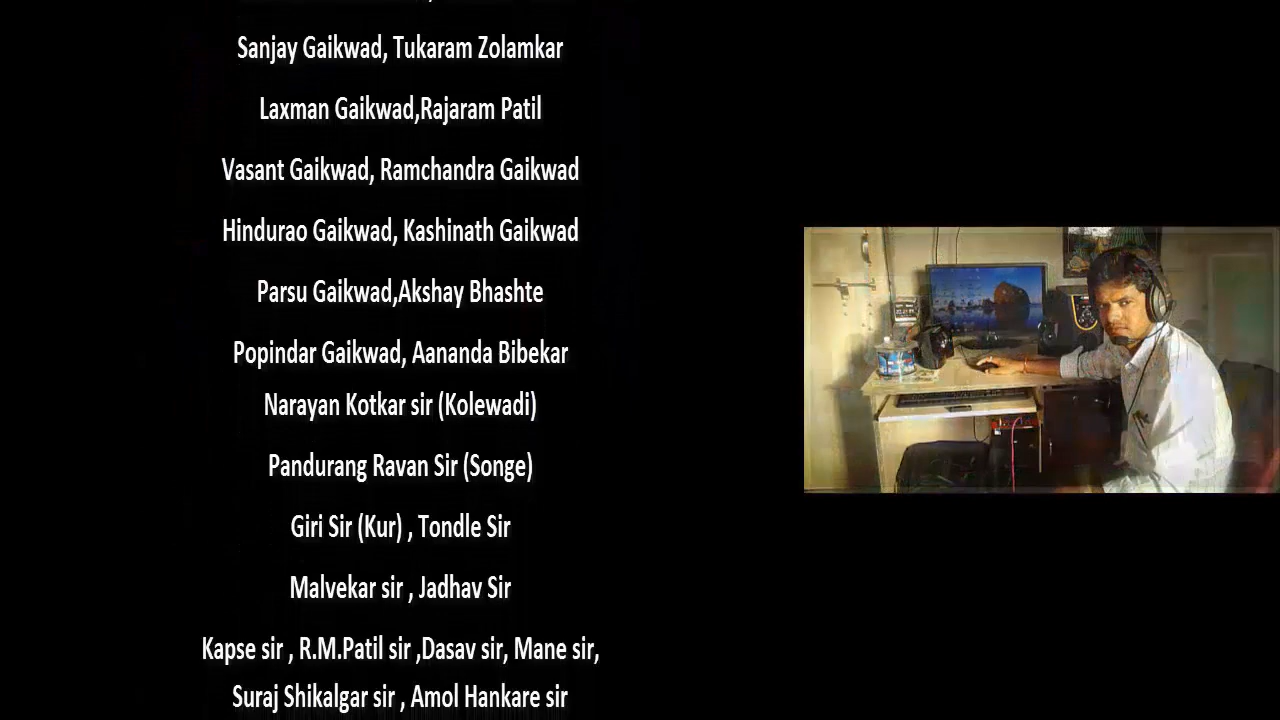 Sanjay Gaikwad, Tukaram Zolamkar
Laxman Gaikwad,Rajaram Patil
Vasant Gaikwad, Ramchandra Gaikwad
Hindurao Gaikwad, Kashinath Gaikwad
Parsu Gaikwad,Akshay Bhashte
Popindar Gaikwad, Aananda Bibekar
Narayan Kotkar sir (Kolewadi)
Pandurang Ravan Sir (Songe)
Giri Sir (Kur) , Tondle Sir
Malvekar sir , Jadhav Sir
Kapse sir , R.M.Patil sir ,Dasav sir, Mane sir,
Suraj Shikalgar sir , Amol Hankare sir